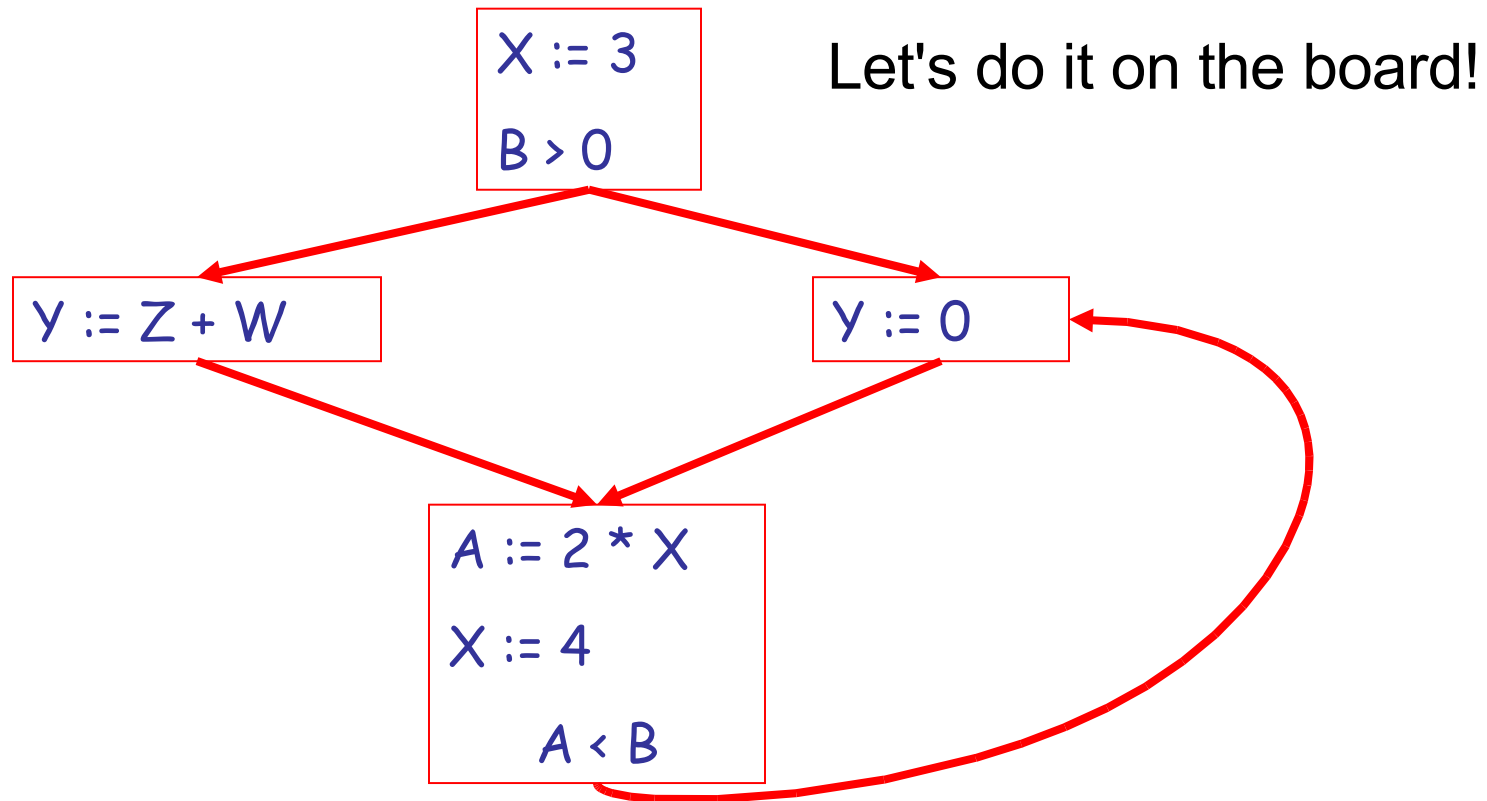 X := 3
Let's do it on the board!
B > 0
Y := Z + W
Y := 0
A := 2 * X
X := 4
A < B